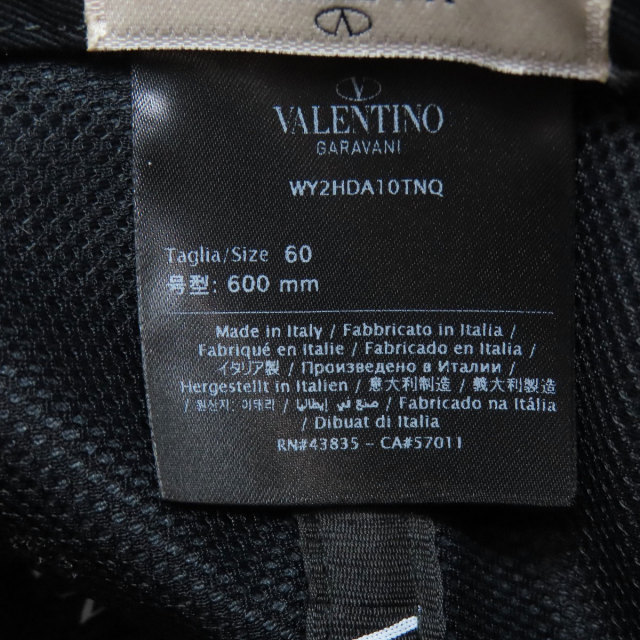 VALENTINO
GARAVANI
WY2HDA10TNQ
Taglia/Size 60
号型: 600 mm
Made in Italy / Fabbricato in Italia /
Fabriqué en Italie / Fabricado en Italia /
イタリア製 / Произведено в Италии /
Hergestellt in Italien / 意大利制造 / 義大利製造
/ 원산지: 이태리 / صنع في إيطاليا / Fabricado na Itália
/ Dibuat di Italia
RN#43835 – CA#57011